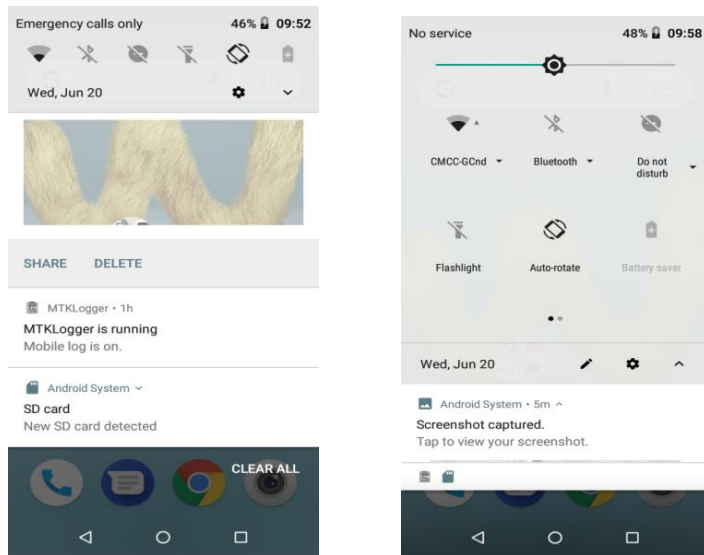 Emergency calls only 46% 09:52
Wed, Jun 20
SHARE DELETE
MTKLogger • 1h
MTKLogger is running
Mobile log is on.
Android System
SD card
New SD card detected
CLEAR ALL
No service 48% 09:58
CMCC-GCnd Bluetooth Do not
disturb
Flashlight Auto-rotate Battery saver
Wed, Jun 20
Android System • 5m
Screenshot captured.
Tap to view your screenshot.